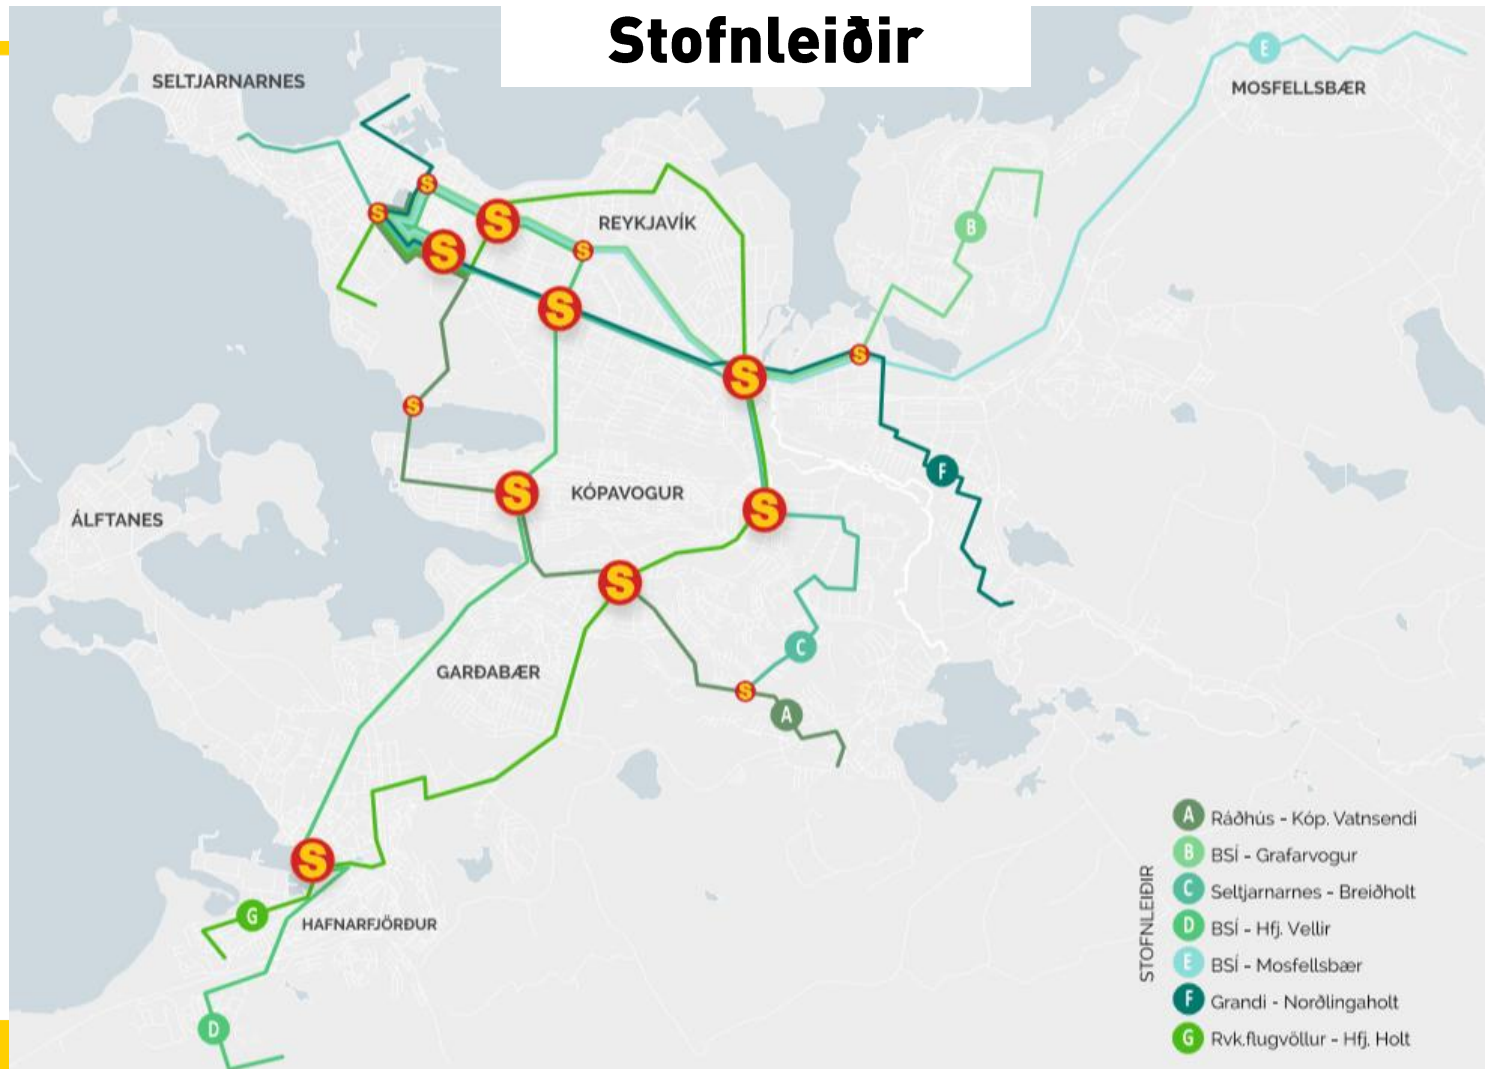 Stofnleiðir
SELTJARNARNES
MOSFELLSBÆR
REYKJAVÍK
KÓPAVOGUR
ÁLFTANES
GARÐABÆR
HAFNARFJÖRÐUR
E
B
F
C
A
G
D
S
S
S
S
S
S
S
S
S
S
S
S
S
S
STOFNLEIÐIR
A Ráðhús - Kóp. Vatnsendi
B BSÍ - Grafarvogur
C Seltjarnarnes - Breiðholt
D BSÍ - Hfj. Vellir
E BSÍ - Mosfellsbær
F Grandi - Norðlingaholt
G Rvk.flugvöllur - Hfj. Holt